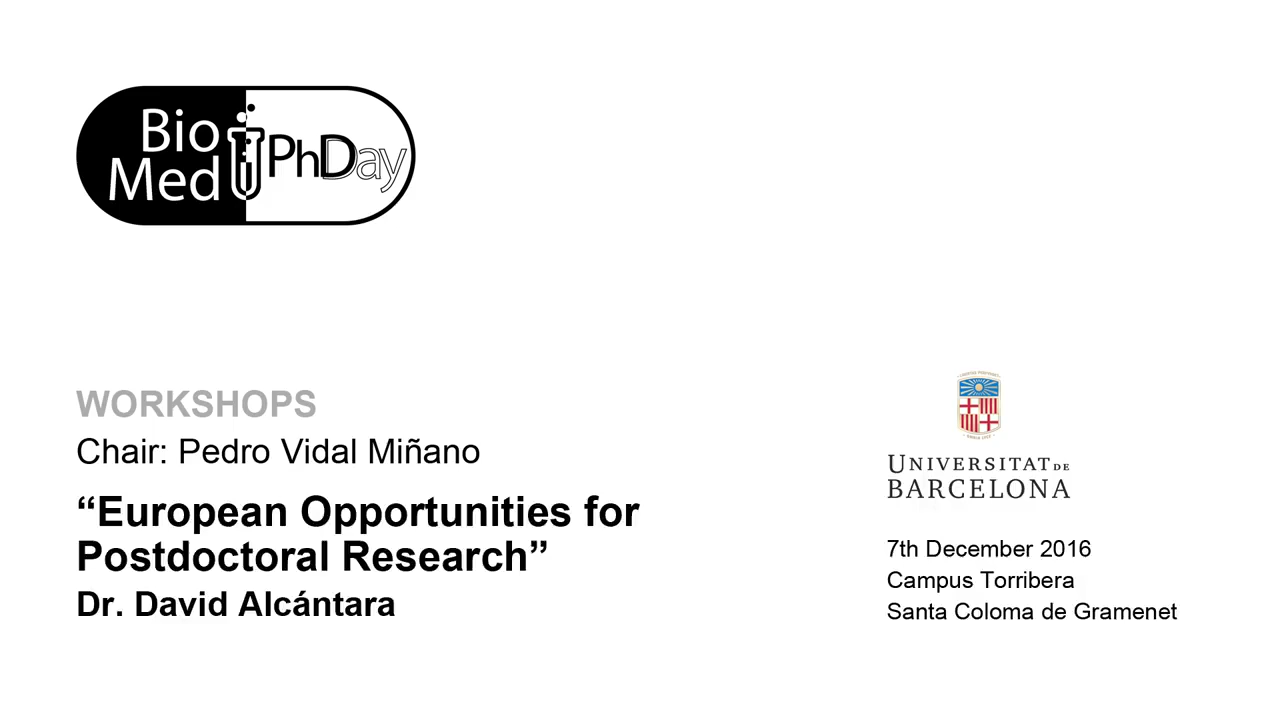 Bio
Med
PhDay
WORKSHOPS
Chair: Pedro Vidal Miñano
“European Opportunities for
Postdoctoral Research”
Dr. David Alcántara
UNIVERSITAT DE
BARCELONA
7th December 2016
Campus Torribera
Santa Coloma de Gramenet